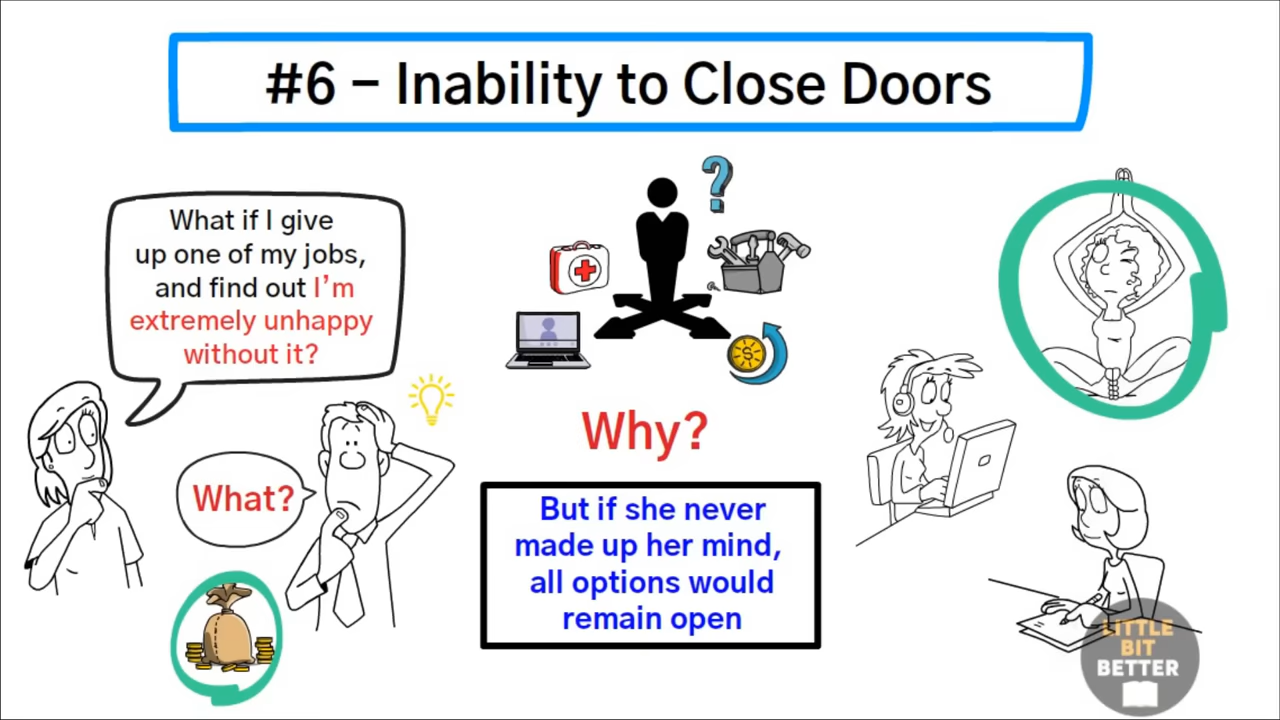 #6 – Inability to Close Doors
What if I give
up one of my jobs,
and find out I'm
extremely unhappy
without it?
?
What?
$
Why?
But if she never
made up her mind,
all options would
remain open
LITTLE
BIT
BETTER